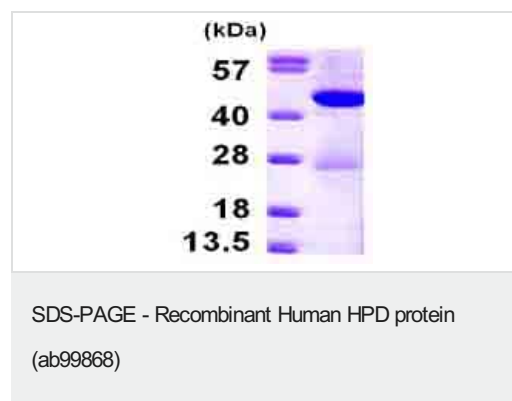 (kDa)
57
40
28
18
13.5
SDS-PAGE - Recombinant Human HPD protein
(ab99868)